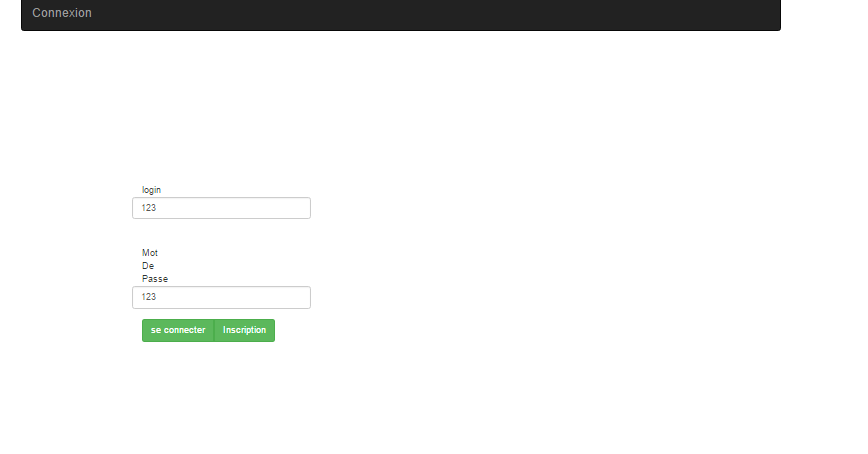 Connexion
login
123
Mot
De
Passe
123
se connecter Inscription